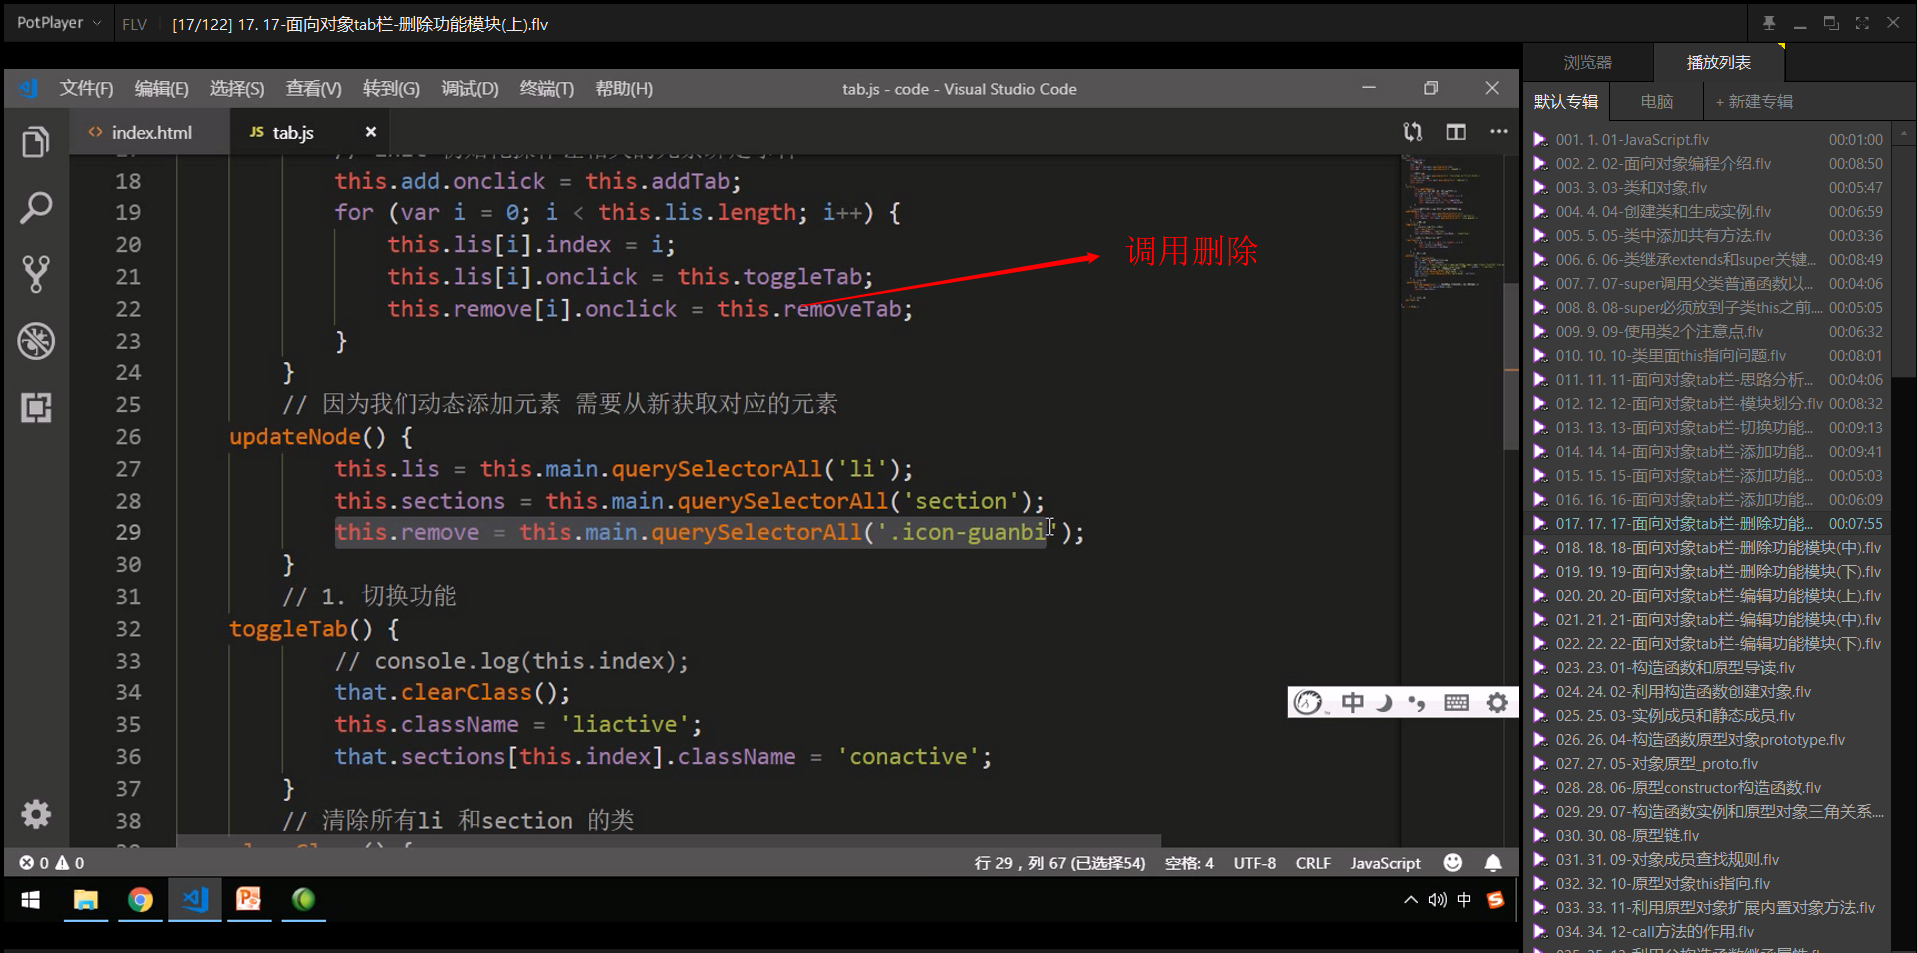 PotPlayer FLV [17/122] 17. 17-面向对象tab栏-删除功能模块(上).flv
文件(F) 编辑(E) 选择(S) 查看(V) 转到(G) 调试(D) 终端(T) 帮助(H) tab.js - code - Visual Studio Code
<> index.html JS tab.js ×
18 this.add.onclick = this.addTab;
19 for (var i = 0; i < this.lis.length; i++) {
20 this.lis[i].index = i;
21 this.lis[i].onclick = this.toggleTab;
22 this.remove[i].onclick = this.removeTab;
调用删除
23 }
24 }
25 // 因为我们动态添加元素 需要从新获取对应的元素
26 updateNode() {
27 this.lis = this.main.querySelectorAll('li');
28 this.sections = this.main.querySelectorAll('section');
29 this.remove = this.main.querySelectorAll('.icon-guanbi');
30 }
31 // 1. 切换功能
32 toggleTab() {
33 // console.log(this.index);
34 that.clearClass();
35 this.className = 'liactive';
36 that.sections[this.index].className = 'conactive';
37 }
38 // 清除所有li 和section 的类
中
0 0 行 29，列 67 (已选择54) 空格: 4 UTF-8 CRLF JavaScript
中
浏览器 播放列表
默认专辑 电脑 + 新建专辑
001. 1. 01-JavaScript.flv 00:01:00
002. 2. 02-面向对象编程介绍.flv 00:08:50
003. 3. 03-类和对象.flv 00:05:47
004. 4. 04-创建类和生成实例.flv 00:06:59
005. 5. 05-类中添加共有方法.flv 00:03:36
006. 6. 06-类继承extends和super关键... 00:08:49
007. 7. 07-super调用父类普通函数以... 00:04:06
008. 8. 08-super必须放到子类this之前.... 00:05:05
009. 9. 09-使用类2个注意点.flv 00:06:32
010. 10. 10-类里面this指向问题.flv 00:08:01
011. 11. 11-面向对象tab栏-思路分析... 00:04:06
012. 12. 12-面向对象tab栏-模块划分.flv 00:08:32
013. 13. 13-面向对象tab栏-切换功能... 00:09:13
014. 14. 14-面向对象tab栏-添加功能... 00:09:41
015. 15. 15-面向对象tab栏-添加功能... 00:05:03
016. 16. 16-面向对象tab栏-添加功能... 00:06:09
017. 17. 17-面向对象tab栏-删除功能... 00:07:55
018. 18. 18-面向对象tab栏-删除功能模块(中).flv
019. 19. 19-面向对象tab栏-删除功能模块(下).flv
020. 20. 20-面向对象tab栏-编辑功能模块(上).flv
021. 21. 21-面向对象tab栏-编辑功能模块(中).flv
022. 22. 22-面向对象tab栏-编辑功能模块(下).flv
023. 23. 01-构造函数和原型导读.flv
024. 24. 02-利用构造函数创建对象.flv
025. 25. 03-实例成员和静态成员.flv
026. 26. 04-构造函数原型对象prototype.flv
027. 27. 05-对象原型_proto.flv
028. 28. 06-原型constructor构造函数.flv
029. 29. 07-构造函数实例和原型对象三角关系....
030. 30. 08-原型链.flv
031. 31. 09-对象成员查找规则.flv
032. 32. 10-原型对象this指向.flv
033. 33. 11-利用原型对象扩展内置对象方法.flv
034. 34. 12-call方法的作用.flv